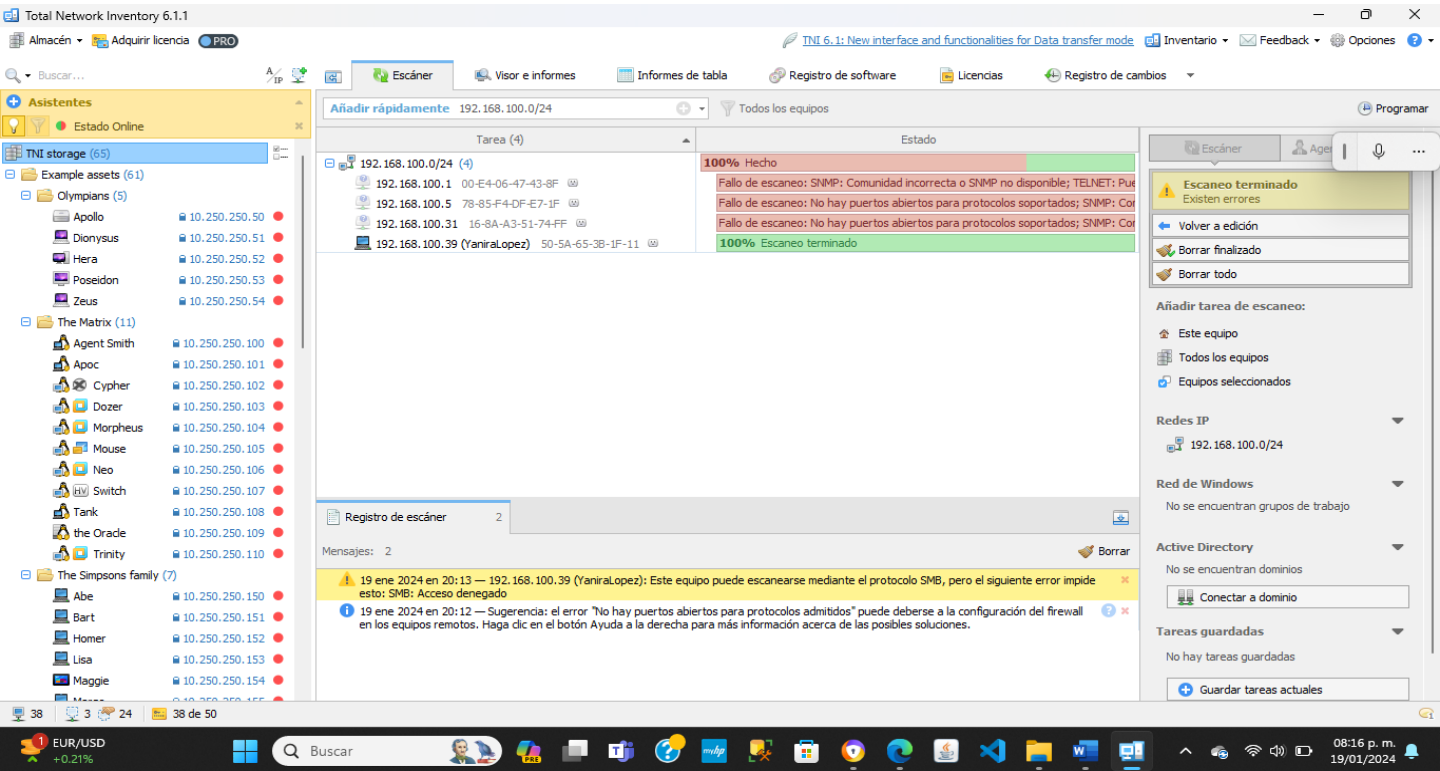 Total Network Inventory 6.1.1
Almacén
Adquirir licencia
PRO
TNI 6.1: New interface and functionalities for Data transfer mode
Inventario
Feedback
Opciones
Buscar...
A/IP
Escáner
Visor e informes
Informes de tabla
Registro de software
Licencias
Registro de cambios
Asistentes
Estado Online
TNI storage (65)
Example assets (61)
Olympians (5)
Apollo 10.250.250.50
Dionysus 10.250.250.51
Hera 10.250.250.52
Poseidon 10.250.250.53
Zeus 10.250.250.54
The Matrix (11)
Agent Smith 10.250.250.100
Apoc 10.250.250.101
Cypher 10.250.250.102
Dozer 10.250.250.103
Morpheus 10.250.250.104
Mouse 10.250.250.105
Neo 10.250.250.106
HV Switch 10.250.250.107
Tank 10.250.250.108
the Oracle 10.250.250.109
Trinity 10.250.250.110
The Simpsons family (7)
Abe 10.250.250.150
Bart 10.250.250.151
Homer 10.250.250.152
Lisa 10.250.250.153
Maggie 10.250.250.154
Añadir rápidamente 192.168.100.0/24
Todos los equipos
Programar
Tarea (4)
Estado
192.168.100.0/24 (4)
100% Hecho
192.168.100.1 00-E4-06-47-43-8F
Fallo de escaneo: SNMP: Comunidad incorrecta o SNMP no disponible; TELNET: Pue
192.168.100.5 78-85-F4-DF-E7-1F
Fallo de escaneo: No hay puertos abiertos para protocolos soportados; SNMP: Cor
192.168.100.31 16-8A-A3-51-74-FF
Fallo de escaneo: No hay puertos abiertos para protocolos soportados; SNMP: Cor
192.168.100.39 (YaniraLopez) 50-5A-65-3B-1F-11
100% Escaneo terminado
Registro de escáner 2
Mensajes: 2
Borrar
19 ene 2024 en 20:13 — 192.168.100.39 (YaniraLopez): Este equipo puede escanearse mediante el protocolo SMB, pero el siguiente error impide
esto: SMB: Acceso denegado
19 ene 2024 en 20:12 — Sugerencia: el error "No hay puertos abiertos para protocolos admitidos" puede deberse a la configuración del firewall
en los equipos remotos. Haga clic en el botón Ayuda a la derecha para más información acerca de las posibles soluciones.
Escáner
Ager
Escaneo terminado
Existen errores
Volver a edición
Borrar finalizado
Borrar todo
Añadir tarea de escaneo:
Este equipo
Todos los equipos
Equipos seleccionados
Redes IP
192.168.100.0/24
Red de Windows
No se encuentran grupos de trabajo
Active Directory
No se encuentran dominios
Conectar a dominio
Tareas guardadas
No hay tareas guardadas
Guardar tareas actuales
38
3
24
38 de 50
1
EUR/USD
+0.21%
Buscar
PRE
myhp
08:16 p. m.
19/01/2024